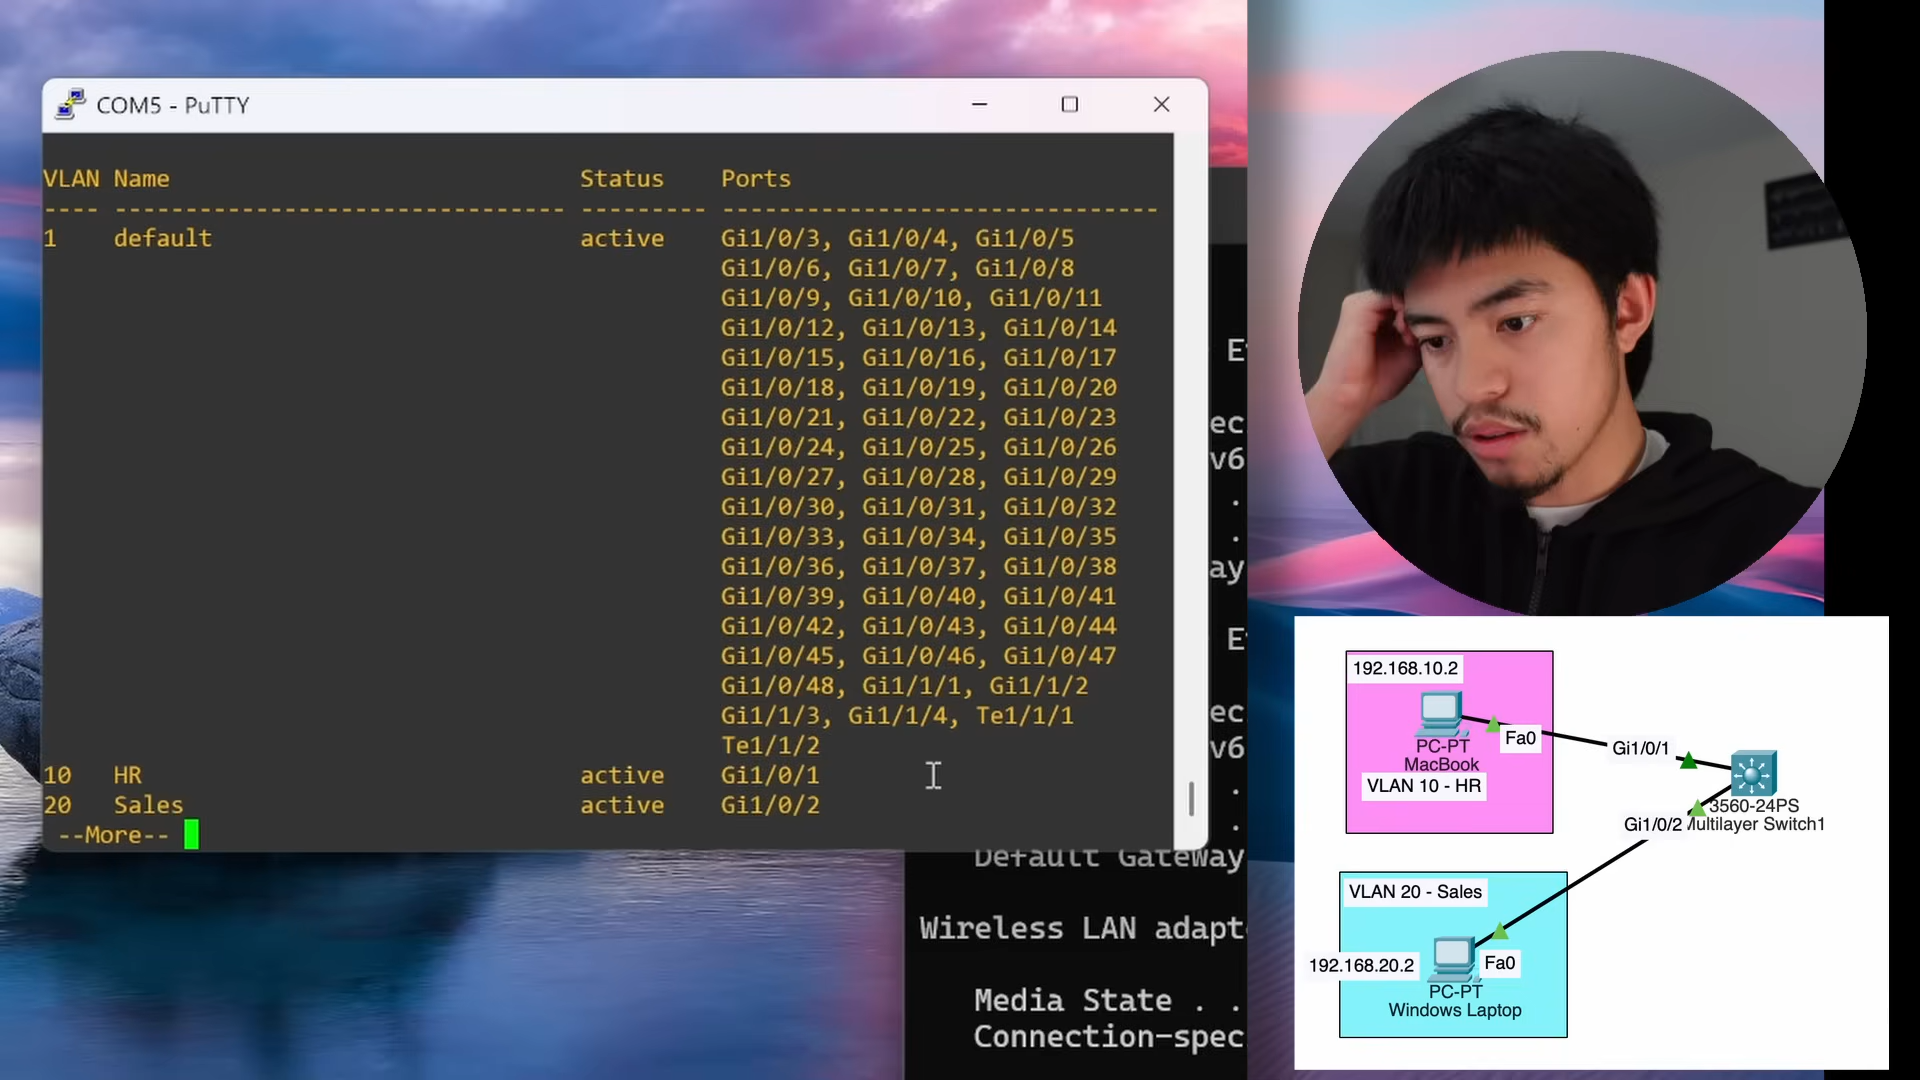 COM5 - PuTTY
VLAN Name Status Ports
---- -------------------------------- --------- -------------------------------
1 default active Gi1/0/3, Gi1/0/4, Gi1/0/5
Gi1/0/6, Gi1/0/7, Gi1/0/8
Gi1/0/9, Gi1/0/10, Gi1/0/11
Gi1/0/12, Gi1/0/13, Gi1/0/14
Gi1/0/15, Gi1/0/16, Gi1/0/17
Gi1/0/18, Gi1/0/19, Gi1/0/20
Gi1/0/21, Gi1/0/22, Gi1/0/23
Gi1/0/24, Gi1/0/25, Gi1/0/26
Gi1/0/27, Gi1/0/28, Gi1/0/29
Gi1/0/30, Gi1/0/31, Gi1/0/32
Gi1/0/33, Gi1/0/34, Gi1/0/35
Gi1/0/36, Gi1/0/37, Gi1/0/38
Gi1/0/39, Gi1/0/40, Gi1/0/41
Gi1/0/42, Gi1/0/43, Gi1/0/44
Gi1/0/45, Gi1/0/46, Gi1/0/47
Gi1/0/48, Gi1/1/1, Gi1/1/2
Gi1/1/3, Gi1/1/4, Te1/1/1
Te1/1/2
10 HR active Gi1/0/1
20 Sales active Gi1/0/2
--More--
ec
v6
.
.
ay
ec
v6
.
.
Default Gateway
Wireless LAN adapt
Media State . .
Connection-spec
192.168.10.2
Fa0
PC-PT
MacBook
VLAN 10 - HR
Gi1/0/1
3560-24PS
Gi1/0/2
Multilayer Switch1
VLAN 20 - Sales
192.168.20.2
Fa0
PC-PT
Windows Laptop